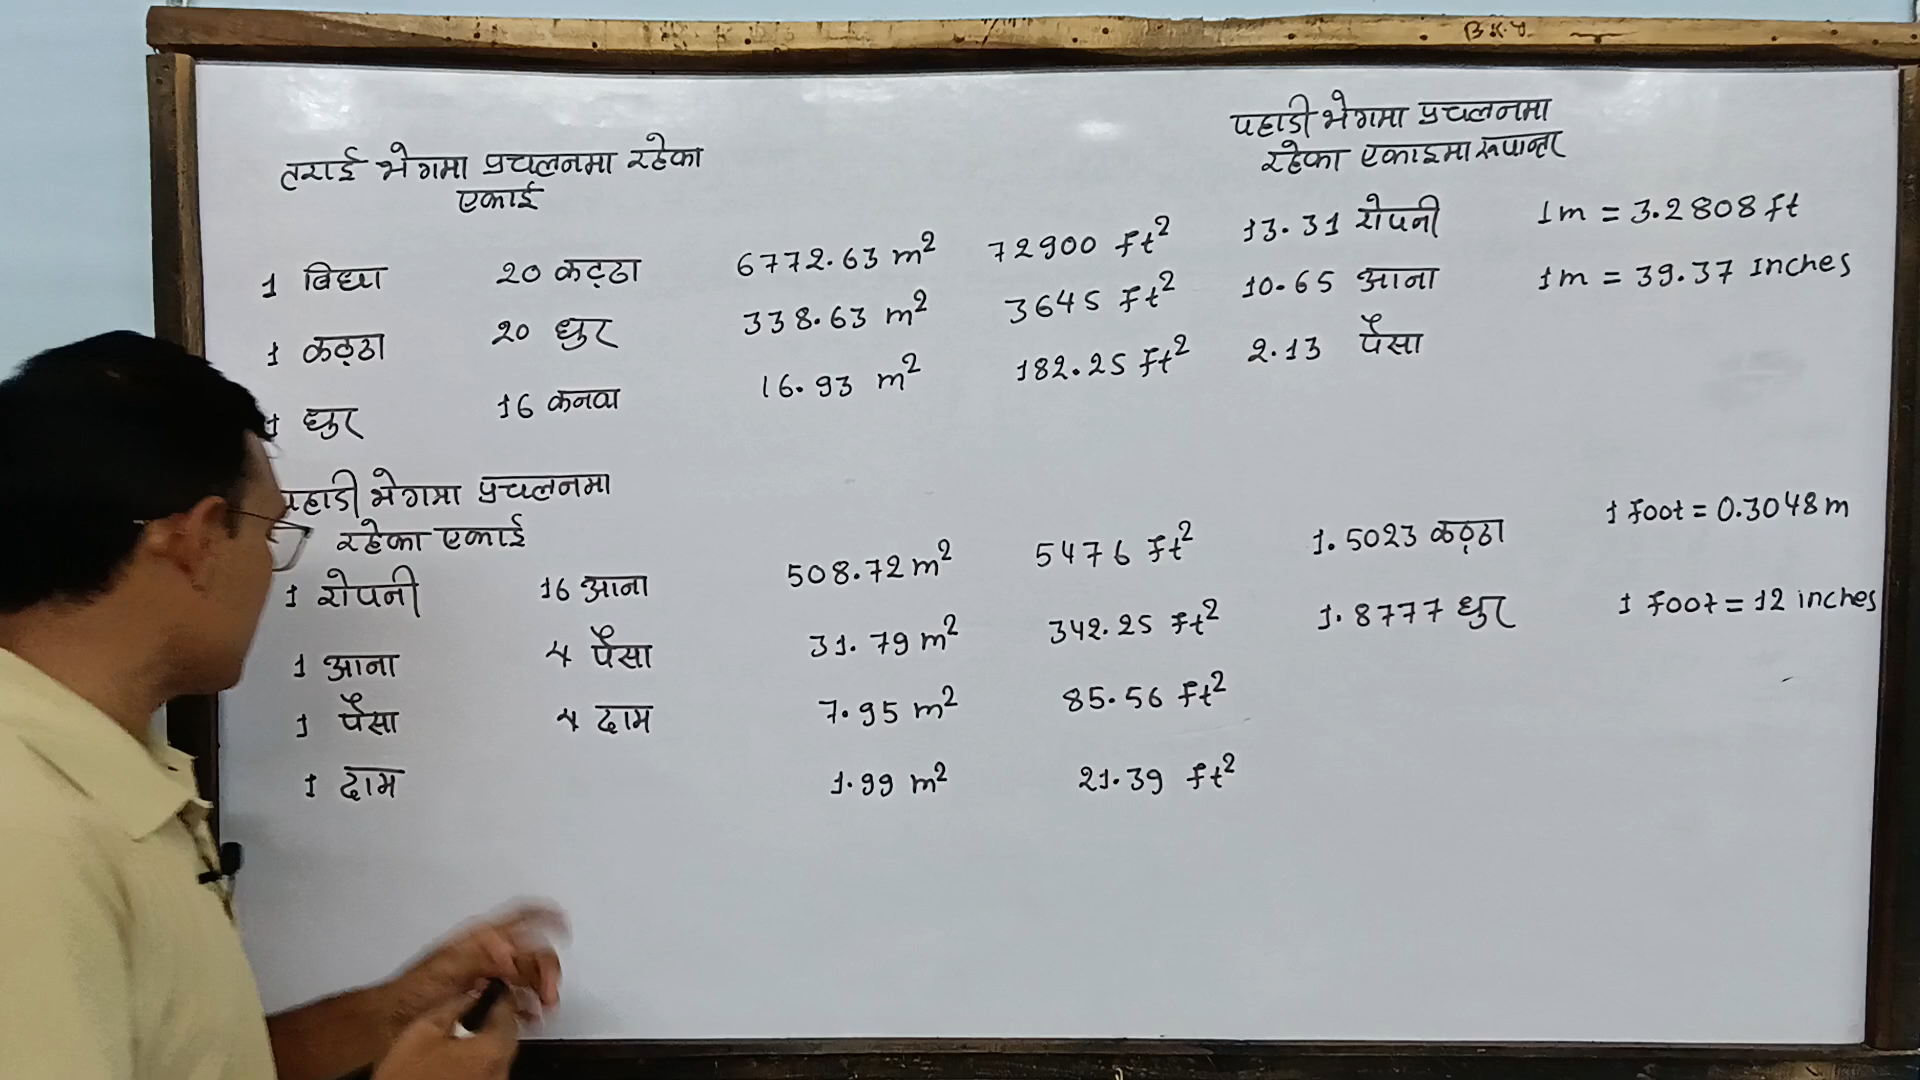 B.K.Y.
तराई भेगमा प्रचलनमा रहेका
एकाई
पहाडी भेगमा प्रचलनमा
रहेका एकाइमा रूपान्तर
1 विघा 20 कट्ठा 6772.63 m² 72900 ft² 13.31 रोपनी 1m = 3.2808 ft
1 कठ्ठा 20 धुर 338.63 m² 3645 ft² 10.65 आना 1m = 39.37 Inches
1 धुर 16 कनवा 16.93 m² 182.25 ft² 2.13 पैसा
पहाडी भेगमा प्रचलनमा
रहेका एकाई
1 रोपनी 16 आना 508.72 m² 5476 ft² 1.5023 कठ्ठा 1 Foot = 0.3048 m
1 आना 4 पैसा 31.79 m² 342.25 ft² 1.8777 धुर 1 Foot = 12 inches
1 पैसा 4 दाम 7.95 m² 85.56 ft²
1 दाम 1.99 m² 21.39 ft²